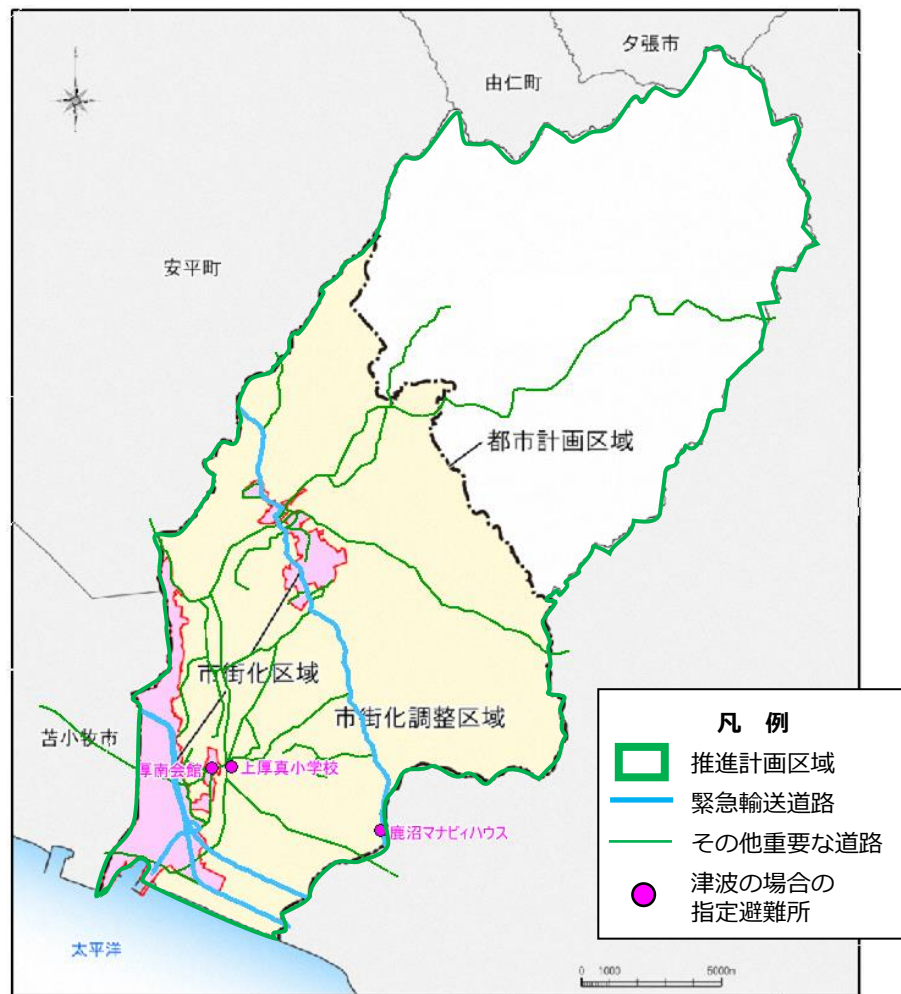 夕張市
由仁町
安平町
都市計画区域
市街化区域
市街化調整区域
苫小牧市
厚南会館
上厚真小学校
鹿沼マナビィハウス
太平洋
凡 例
推進計画区域
緊急輸送道路
その他重要な道路
津波の場合の
指定避難所
0 1000 5000m